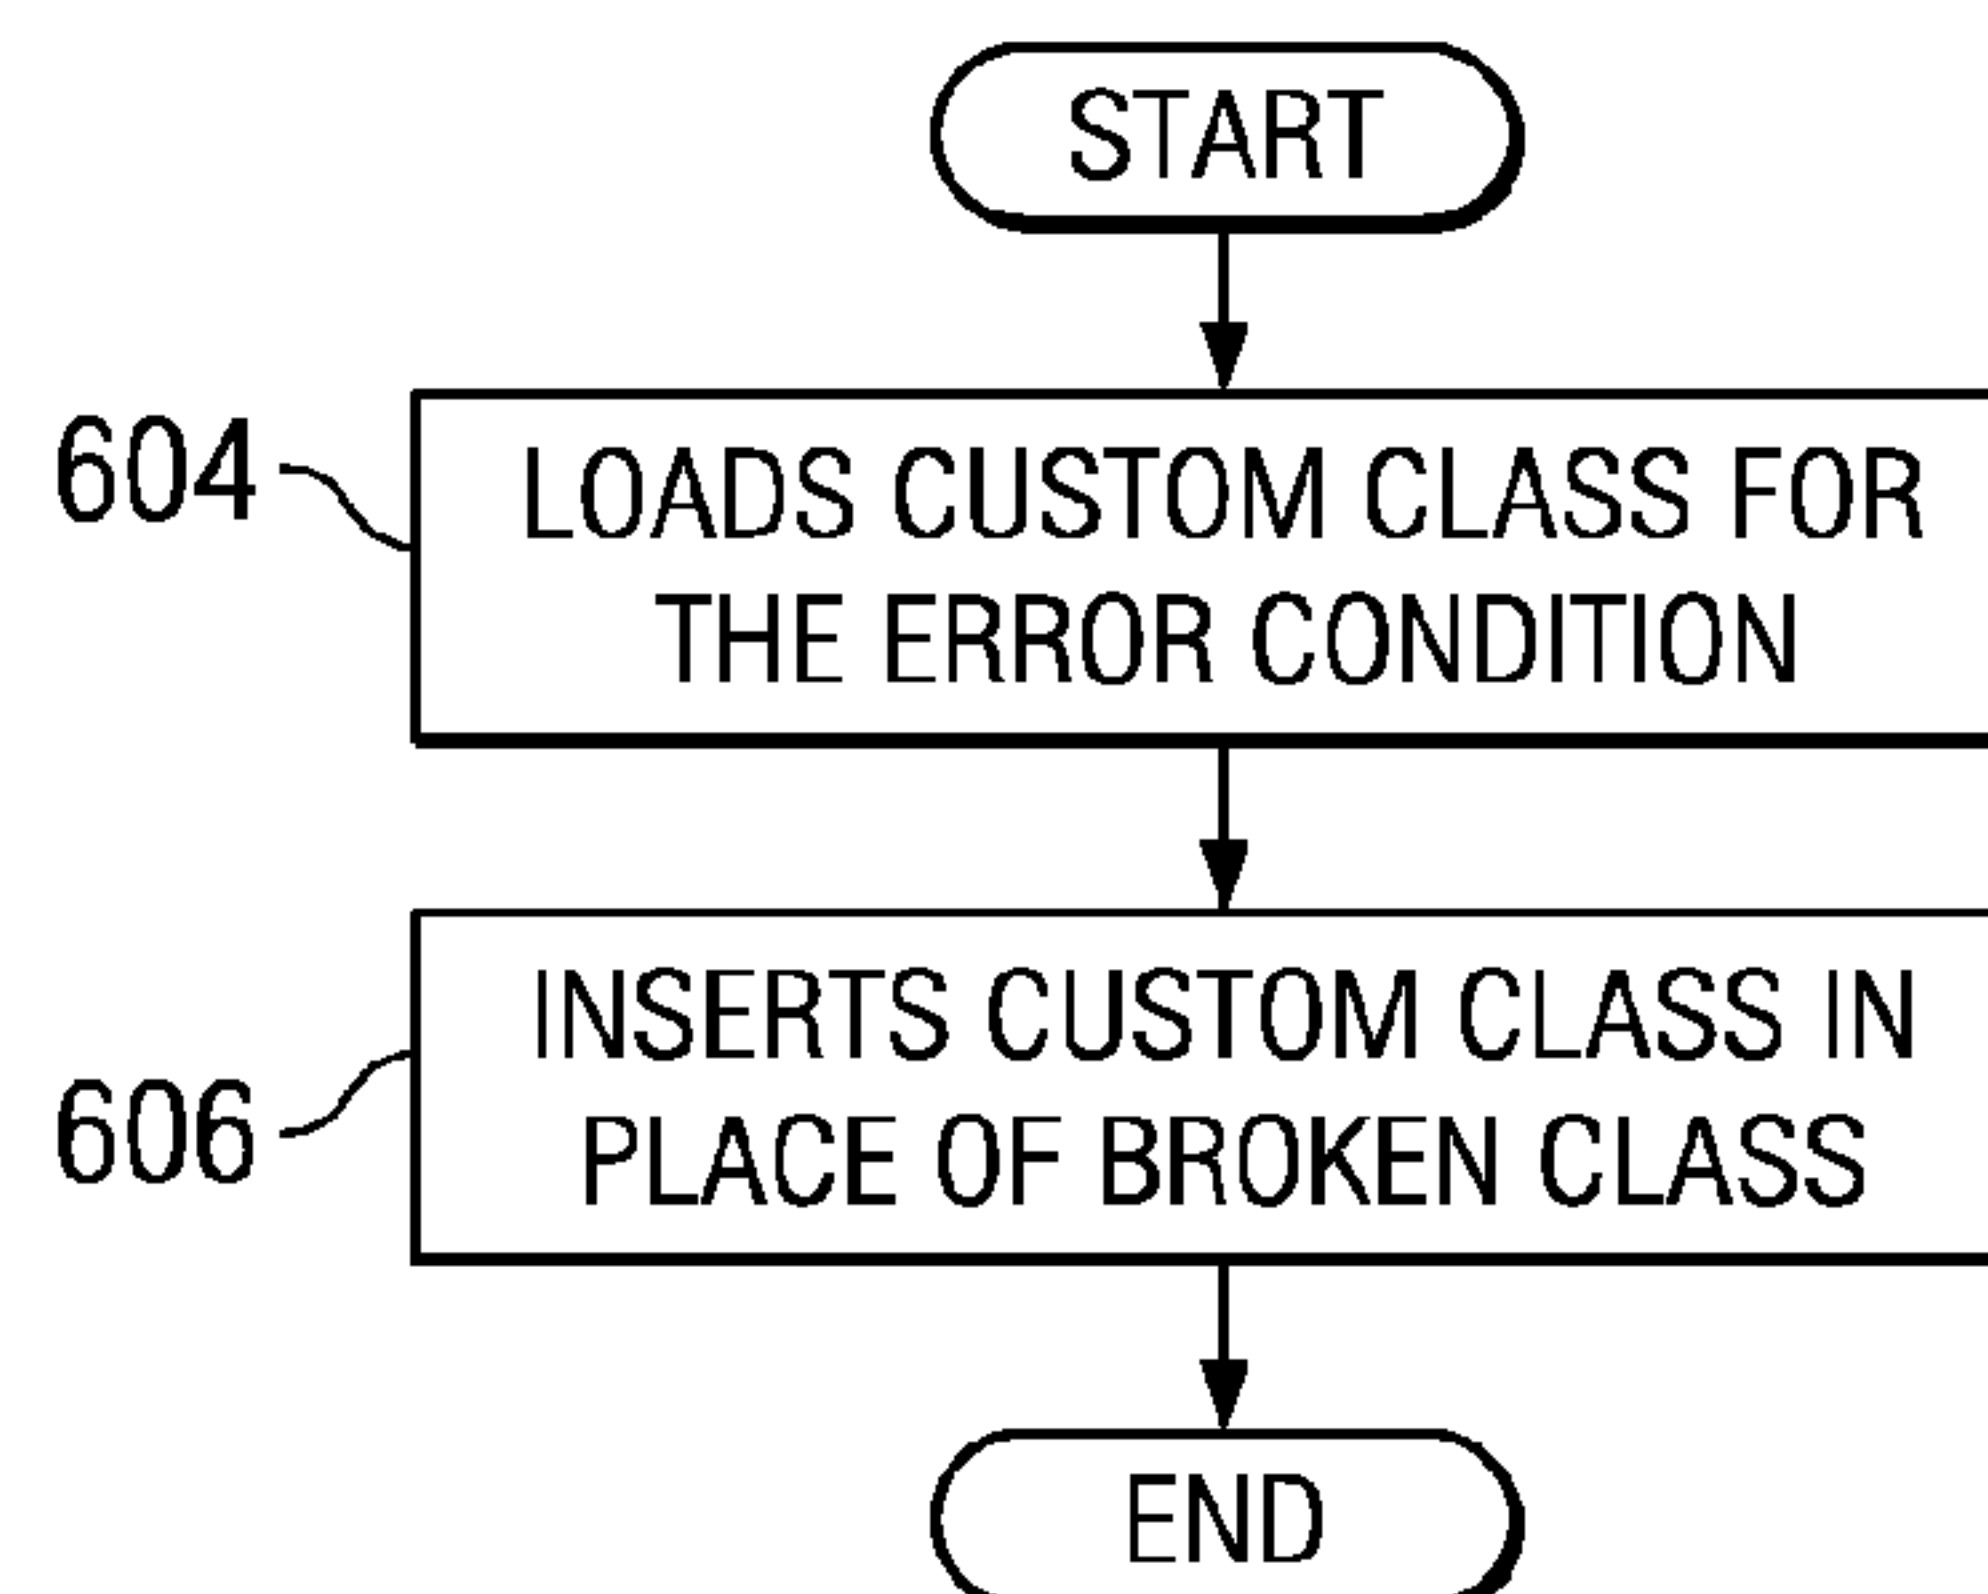 START
604
LOADS CUSTOM CLASS FOR
THE ERROR CONDITION
INSERTS CUSTOM CLASS IN
606
PLACE OF BROKEN CLASS
END